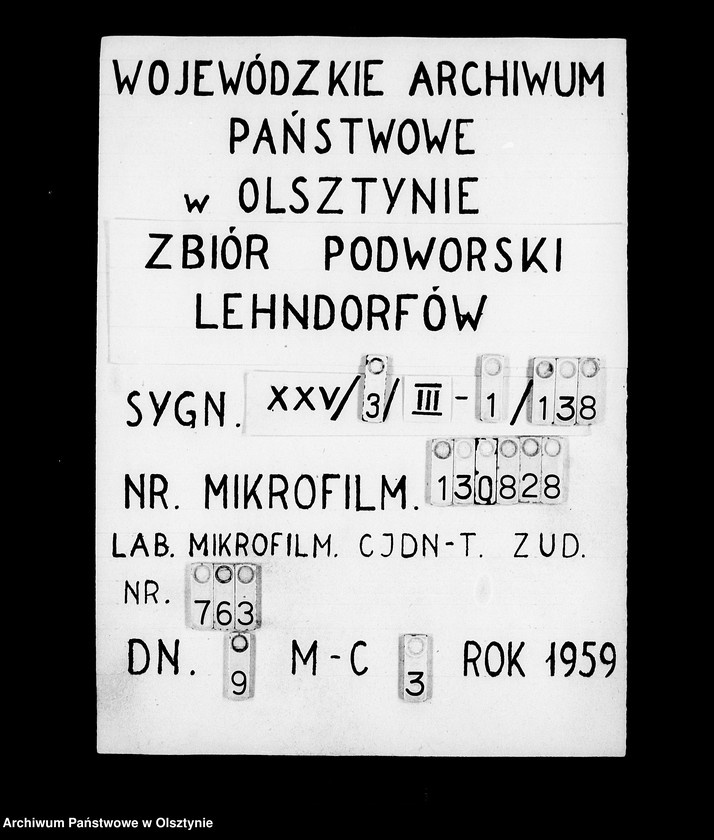 WOJEWÓDZKIE ARCHIWUM
PAŃSTWOWE
w OLSZTYNIE
ZBIÓR PODWORSKI
LEHNDORFÓW
SYGN. XXV/3/III-1/138
NR. MIKROFILM. 130828
LAB. MIKROFILM. CJDN-T. ZUD.
NR. 763
DN. 9 M-C 3 ROK 1959
Archiwum Państwowe w Olsztynie